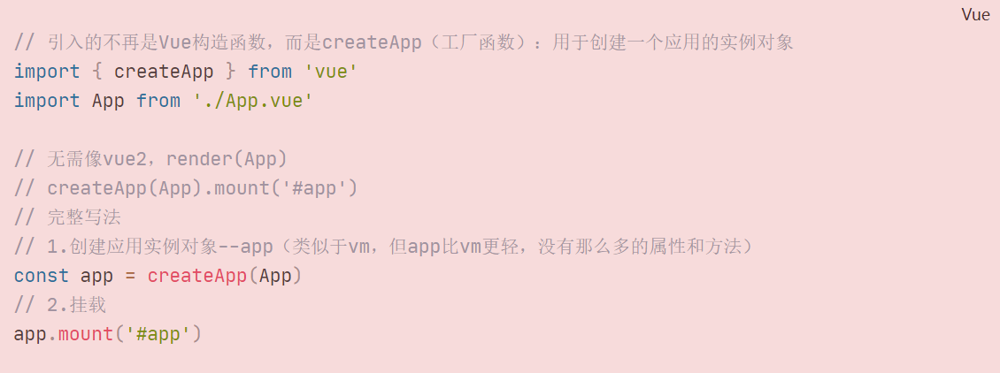 Vue
// 引入的不再是Vue构造函数，而是createApp（工厂函数）：用于创建一个应用的实例对象
import { createApp } from 'vue'
import App from './App.vue'
// 无需像vue2，render(App)
// createApp(App).mount('#app')
// 完整写法
// 1.创建应用实例对象--app（类似于vm，但app比vm更轻，没有那么多的属性和方法）
const app = createApp(App)
// 2.挂载
app.mount('#app')